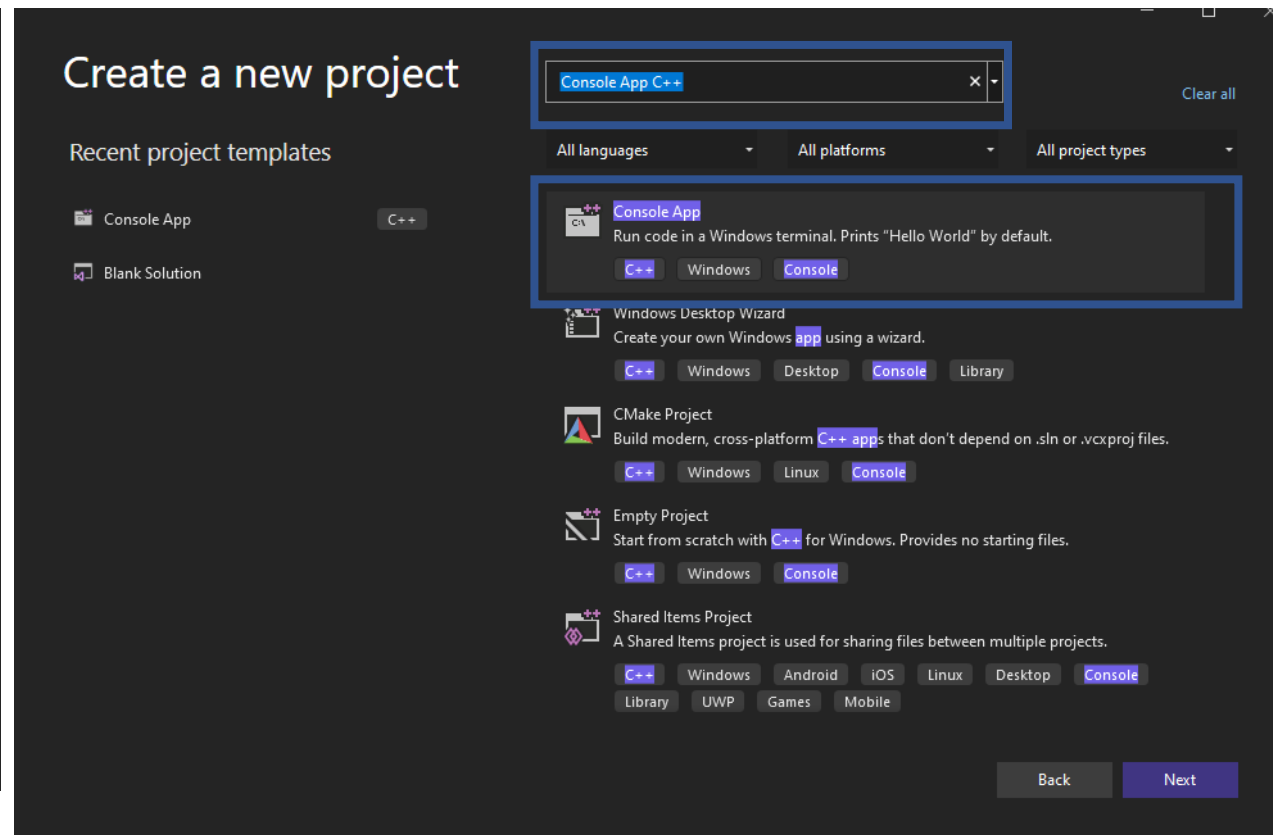 Create a new project
Console App C++
Clear all
Recent project templates
All languages
All platforms
All project types
Console App
C++
Blank Solution
Console App
Run code in a Windows terminal. Prints "Hello World" by default.
C++ Windows Console
Windows Desktop Wizard
Create your own Windows app using a wizard.
C++ Windows Desktop Console Library
CMake Project
Build modern, cross-platform C++ apps that don't depend on .sln or .vcxproj files.
C++ Windows Linux Console
Empty Project
Start from scratch with C++ for Windows. Provides no starting files.
C++ Windows Console
Shared Items Project
A Shared Items project is used for sharing files between multiple projects.
C++ Windows Android iOS Linux Desktop Console
Library UWP Games Mobile
Back
Next